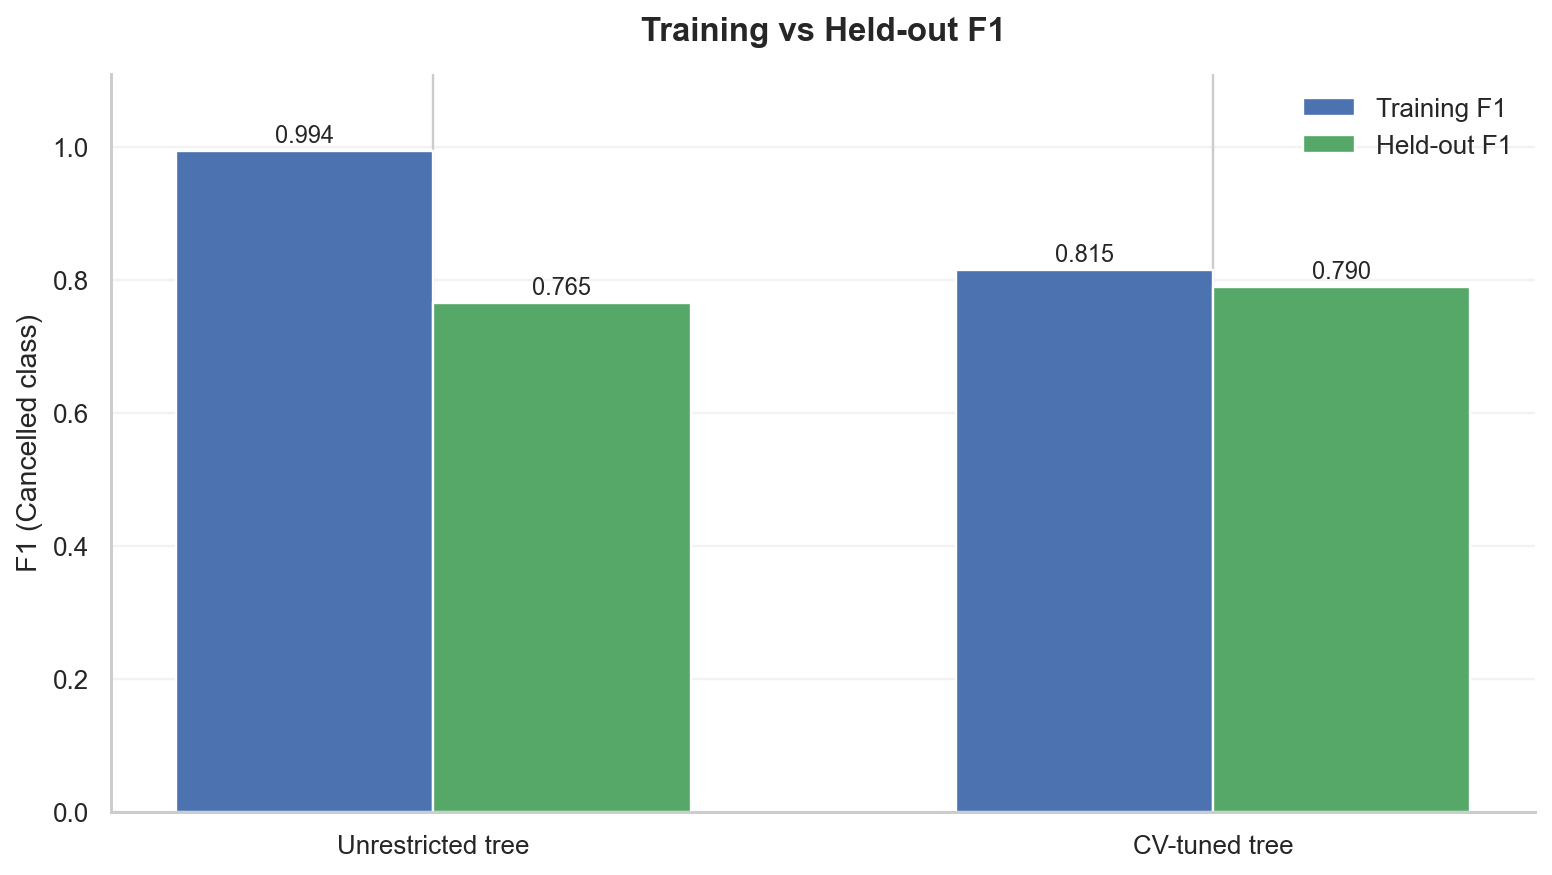 Training vs Held-out F1
Training F1
Held-out F1
F1 (Cancelled class)
1.0
0.8
0.6
0.4
0.2
0.0
0.994
0.765
0.815
0.790
Unrestricted tree
CV-tuned tree